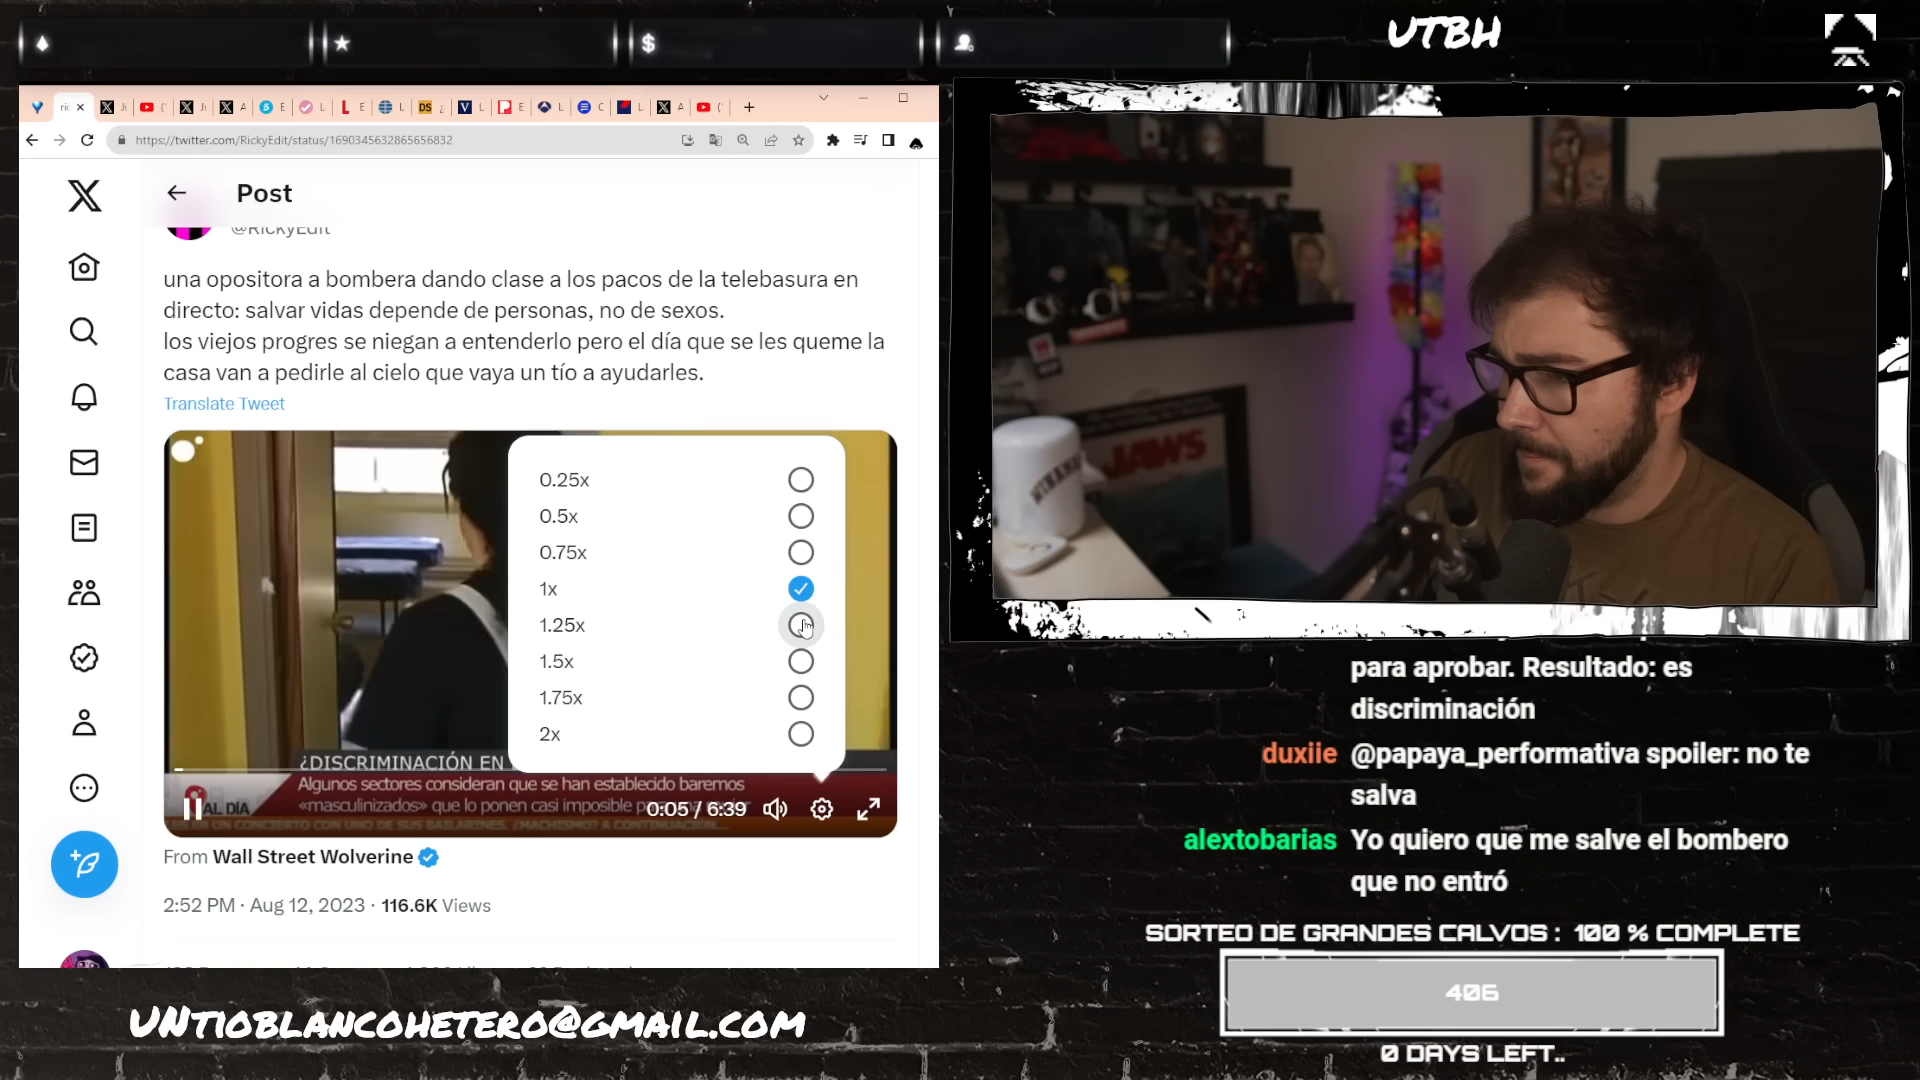 UTBH
https://twitter.com/RickyEdit/status/1690345632865656832
Post
@RickyEdit
una opositora a bombera dando clase a los pacos de la telebasura en
directo: salvar vidas depende de personas, no de sexos.
los viejos progres se niegan a entenderlo pero el día que se les queme la
casa van a pedirle al cielo que vaya un tío a ayudarles.
Translate Tweet
0.25x
0.5x
0.75x
1x
1.25x
1.5x
1.75x
2x
¿DISCRIMINACIÓN EN
Algunos sectores consideran que se han establecido baremos
«masculinizados» que lo ponen casi imposible
AL DÍA
0:05 / 6:39
From Wall Street Wolverine
2:52 PM · Aug 12, 2023 · 116.6K Views
JAWS
para aprobar. Resultado: es
discriminación
duxiie @papaya_performativa spoiler: no te
salva
alextobarias Yo quiero que me salve el bombero
que no entró
SORTEO DE GRANDES CALVOS : 100 % COMPLETE
406
0 DAYS LEFT..
UNTIOBLANCOHETERO@GMAIL.COM